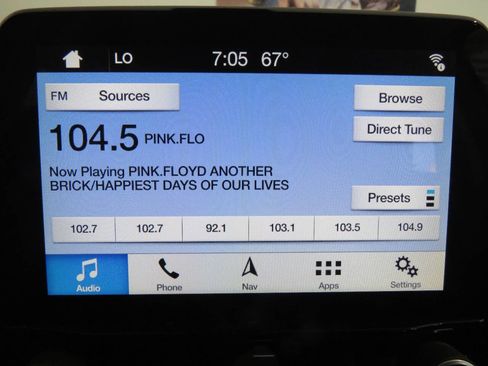 LO 7:05 67°
FM Sources
Browse
104.5 PINK.FLO
Direct Tune
Now Playing PINK.FLOYD ANOTHER
BRICK/HAPPIEST DAYS OF OUR LIVES
Presets
102.7 102.7 92.1 103.1 103.5 104.9
Audio Phone Nav Apps Settings